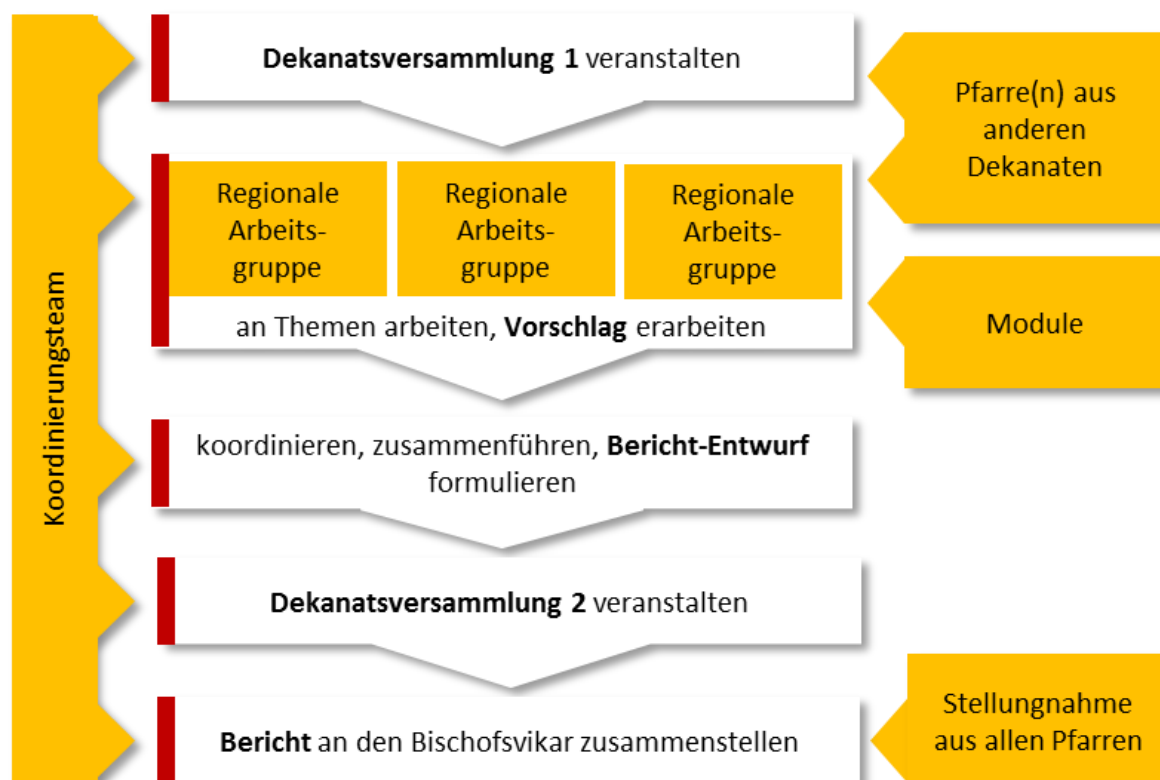 Koordinierungsteam
Dekanatsversammlung 1 veranstalten
Pfarre(n) aus
anderen
Dekanaten
Regionale
Arbeits-
gruppe
Regionale
Arbeits-
gruppe
Regionale
Arbeits-
gruppe
an Themen arbeiten, Vorschlag erarbeiten
Module
koordinieren, zusammenführen, Bericht-Entwurf
formulieren
Dekanatsversammlung 2 veranstalten
Bericht an den Bischofsvikar zusammenstellen
Stellungnahme
aus allen Pfarren